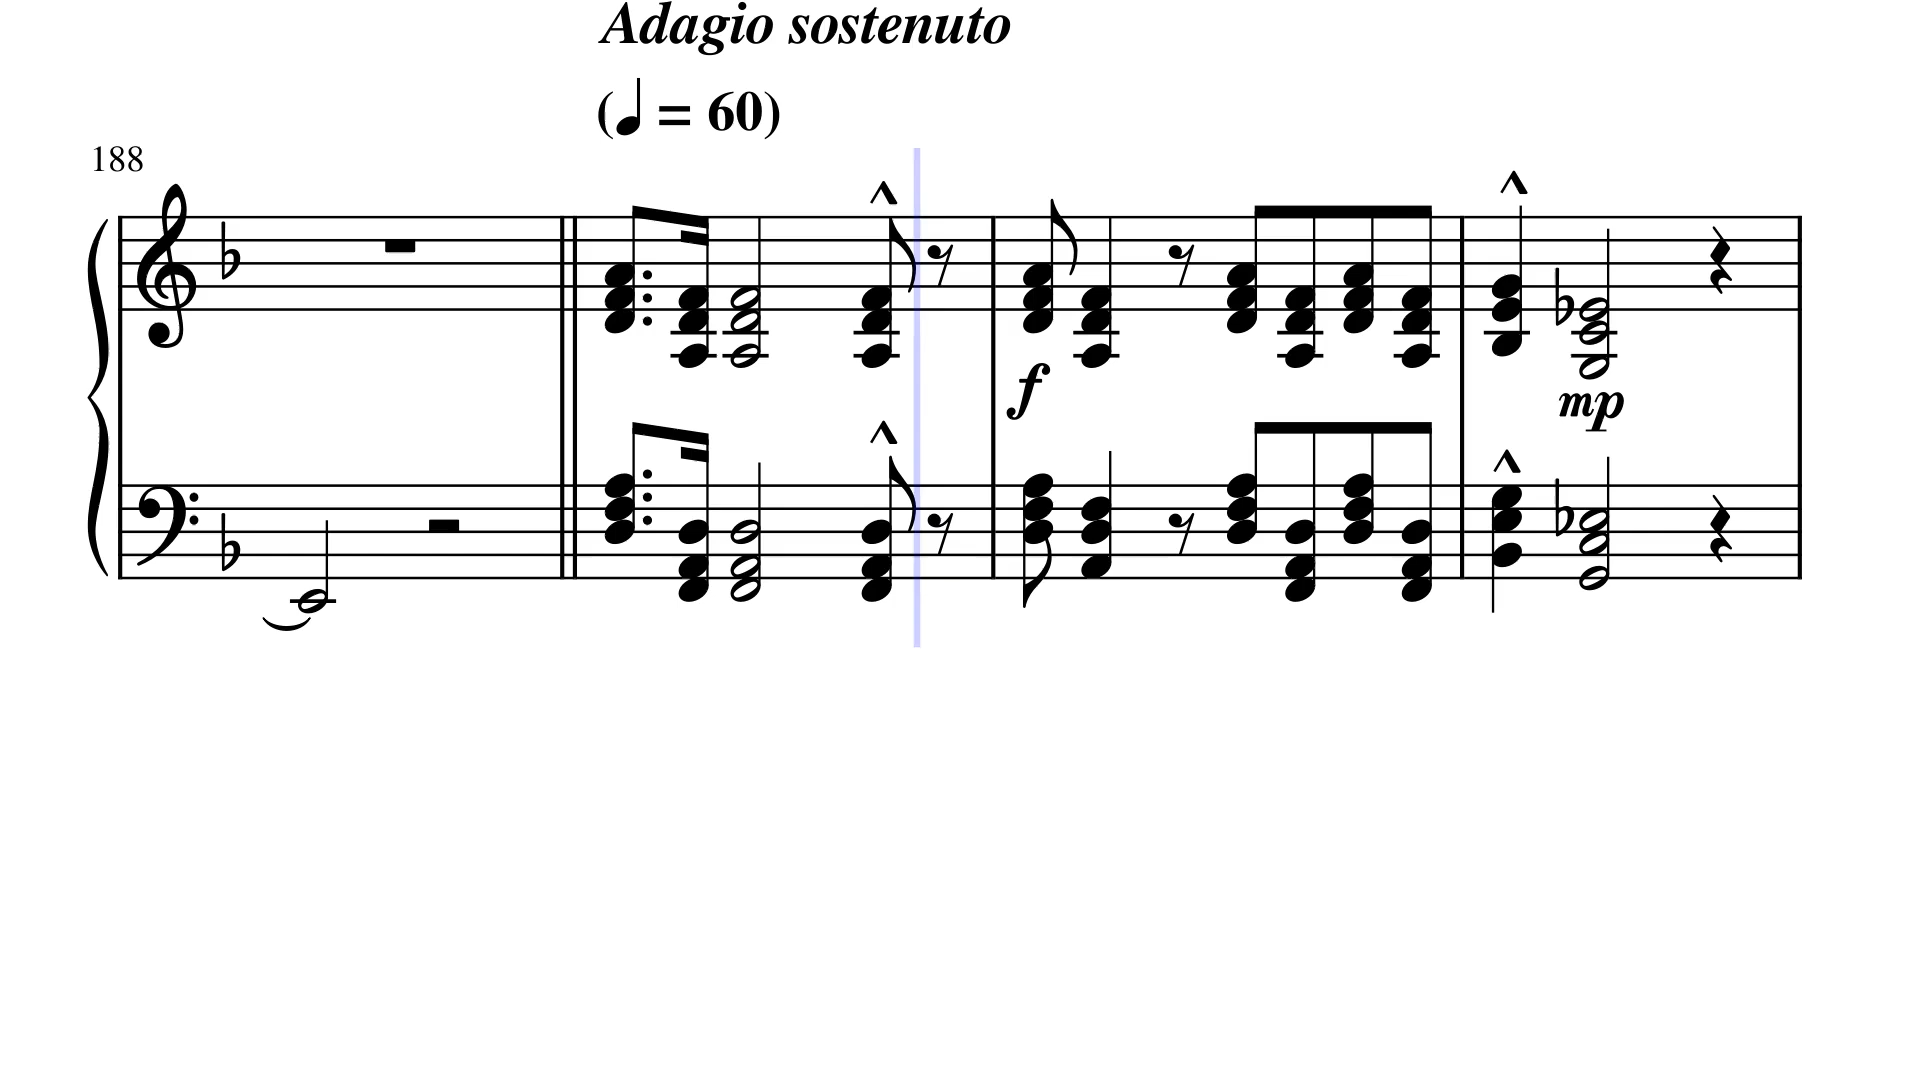 Adagio sostenuto
(♩ = 60)
188
f
mp